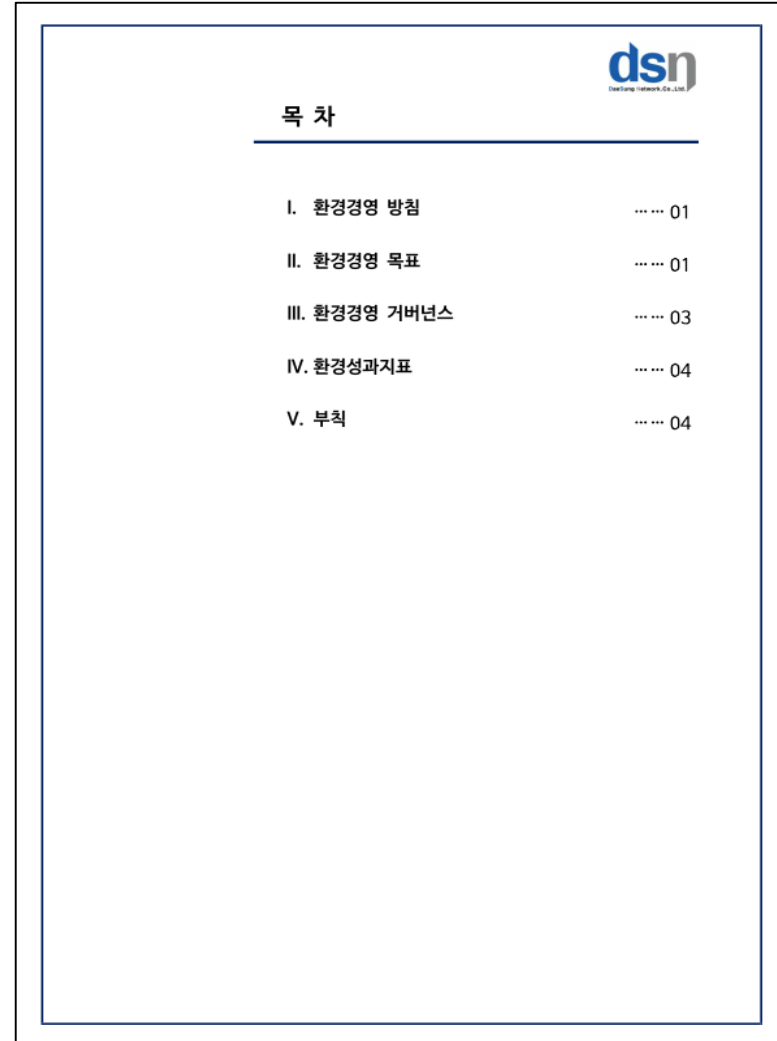 dsn
DaeSung Network.Co.,Ltd.
목 차
I. 환경경영 방침 ⋯⋯ 01
II. 환경경영 목표 ⋯⋯ 01
III. 환경경영 거버넌스 ⋯⋯ 03
IV. 환경성과지표 ⋯⋯ 04
V. 부칙 ⋯⋯ 04